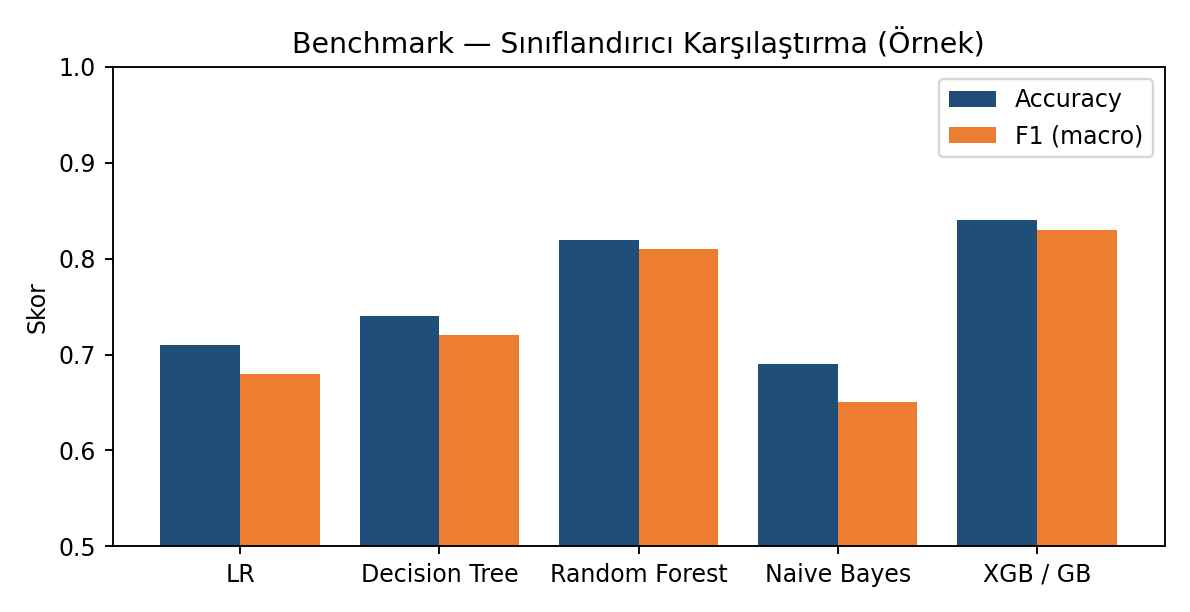 Benchmark — Sınıflandırıcı Karşılaştırma (Örnek)
1.0
0.9
0.8
0.7
0.6
0.5
Skor
Accuracy
F1 (macro)
LR
Decision Tree
Random Forest
Naive Bayes
XGB / GB